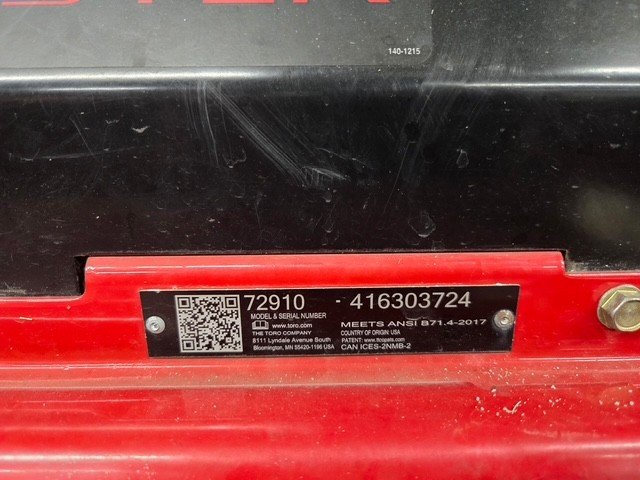 140-1215
72910 - 416303724
MODEL & SERIAL NUMBER
www.toro.com
MEETS ANSI B71.4-2017
THE TORO COMPANY
COUNTRY OF ORIGIN: USA
8111 Lyndale Avenue South
PATENT: www.ttcopats.com
Bloomington, MN 55420-1196 USA
CAN ICES-2NMB-2